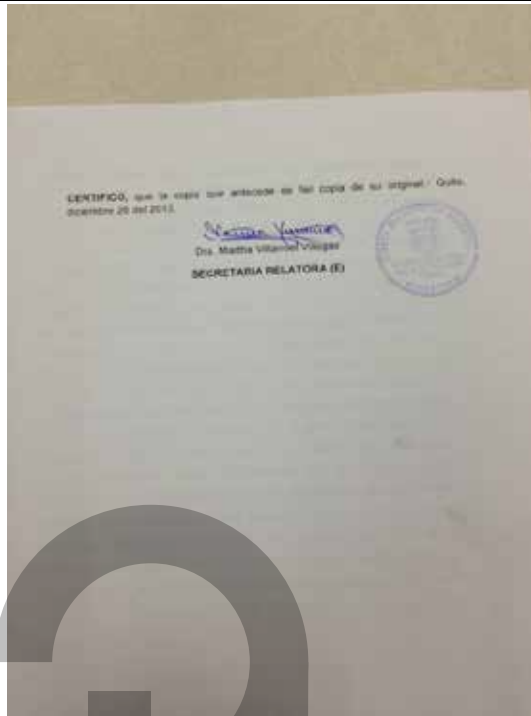 CERTIFICO, que la copia que antecede es fiel copia de su original.- Quito,
diciembre 26 del 2013.
Dra. Martha Villarroel Villegas
SECRETARIA RELATORA (E)